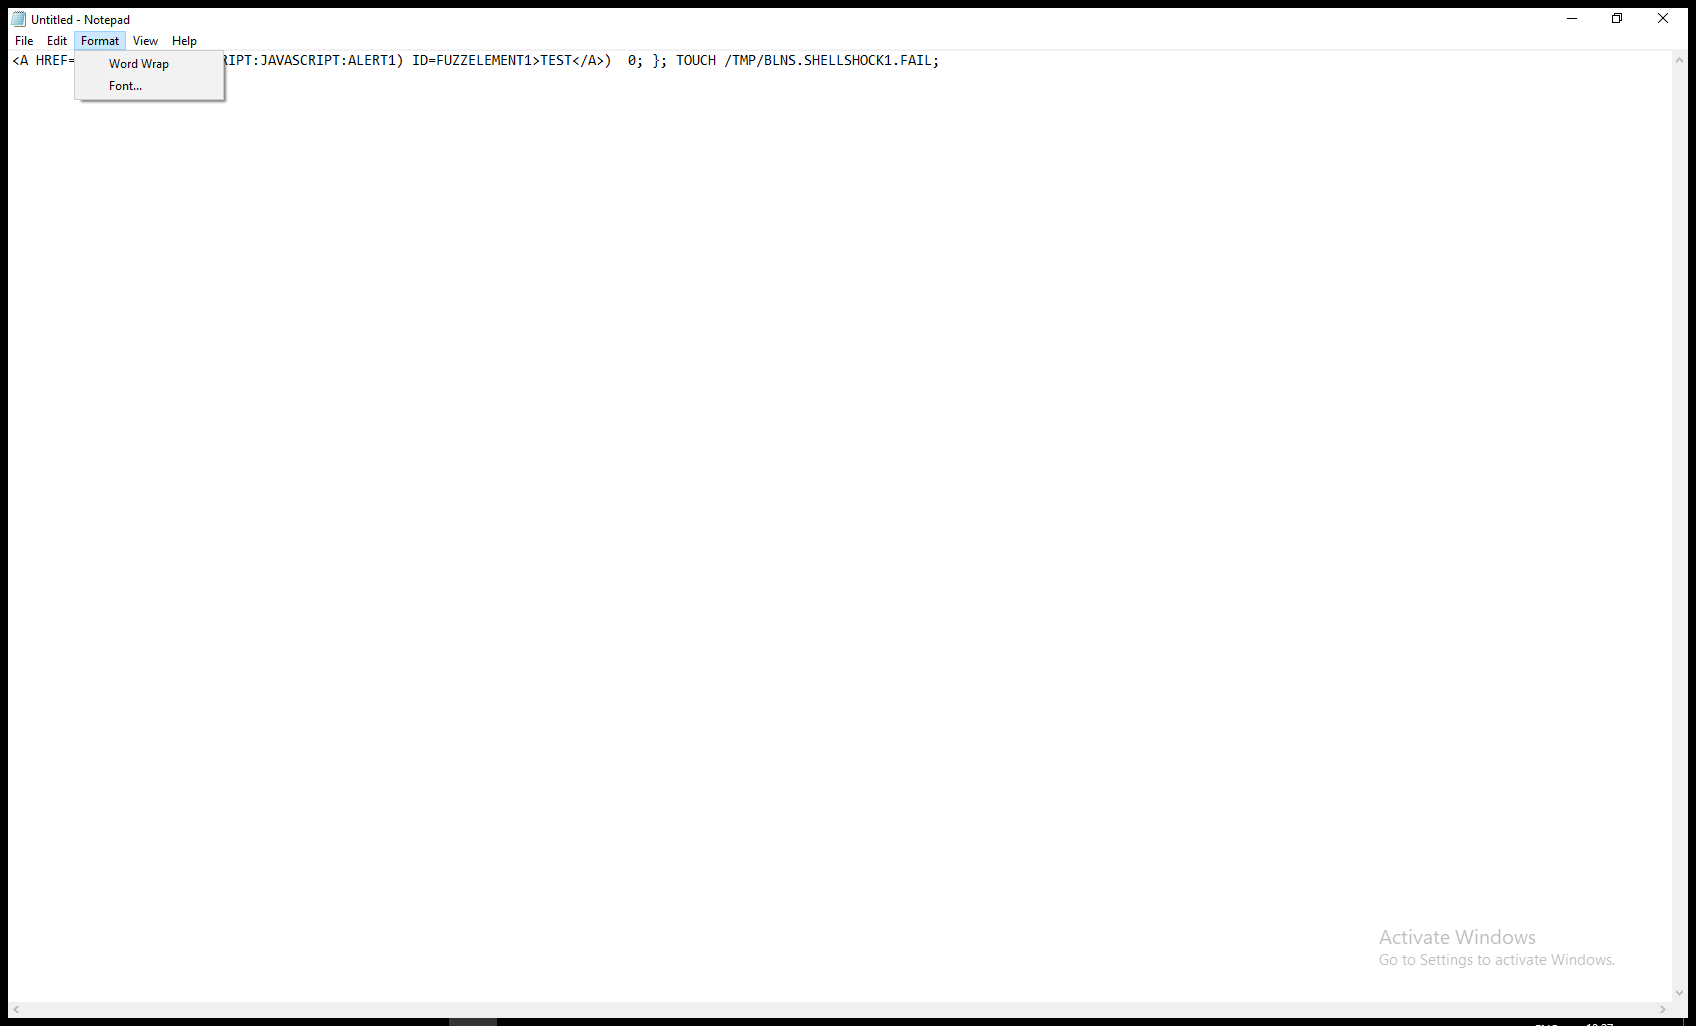 Untitled - Notepad
File Edit Format View Help
<A HREF= RIPT:JAVASCRIPT:ALERT1) ID=FUZZELEMENT1>TEST</A>)  0; }; TOUCH /TMP/BLNS.SHELLSHOCK1.FAIL;
Word Wrap
Font...
Activate Windows
Go to Settings to activate Windows.